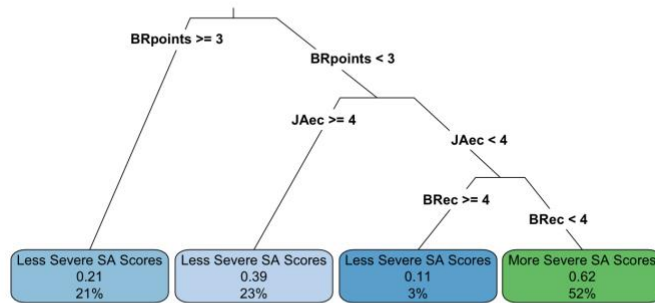 BRpoints >= 3
BRpoints < 3
JAec >= 4
JAec < 4
BRec >= 4
BRec < 4
Less Severe SA Scores
0.21
21%
Less Severe SA Scores
0.39
23%
Less Severe SA Scores
0.11
3%
More Severe SA Scores
0.62
52%